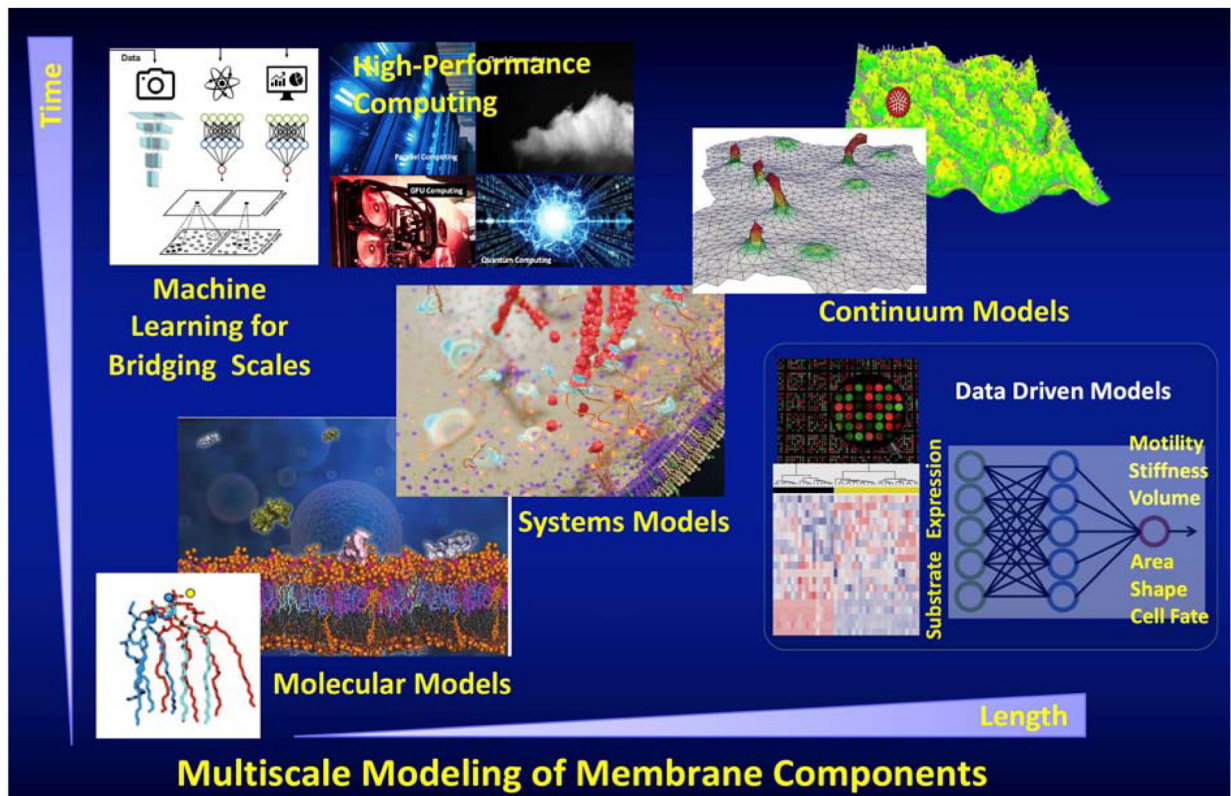 Time
Data
High-Performance
Computing
Parallel Computing
GPU Computing
Quantum Computing
Machine
Learning for
Bridging Scales
Continuum Models
Data Driven Models
Substrate Expression
Motility
Stiffness
Volume
Area
Shape
Cell Fate
Systems Models
Molecular Models
Length
Multiscale Modeling of Membrane Components